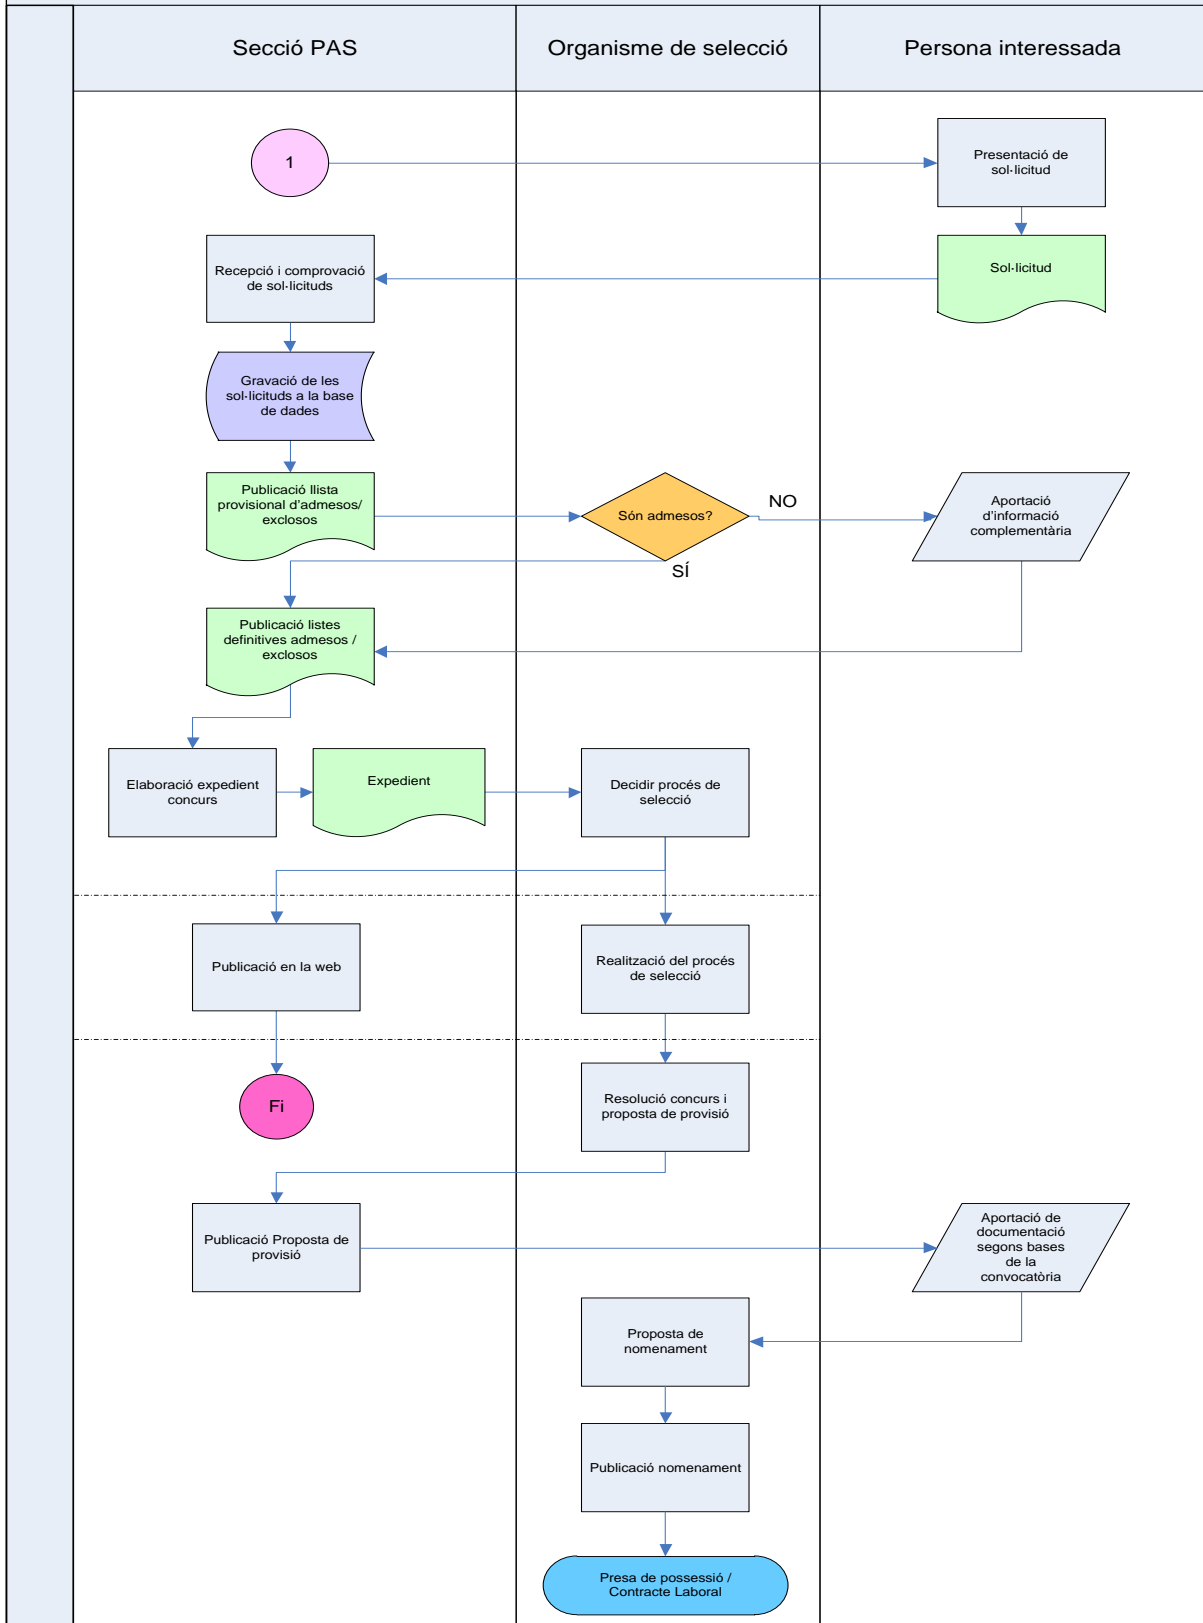 Secció PAS
Organisme de selecció
Persona interessada
1
Presentació de
sol·licitud
Recepció i comprovació
de sol·licituds
Sol·licitud
Gravació de les
sol·licituds a la base
de dades
Publicació llista
provisional d'admesos/
exclosos
Són admesos?
NO
Aportació
d'informació
complementària
SÍ
Publicació listes
definitives admesos /
exclosos
Elaboració expedient
concurs
Expedient
Decidir procés de
selecció
Publicació en la web
Realització del procés
de selecció
Fi
Resolució concurs i
proposta de provisió
Publicació Proposta de
provisió
Aportació de
documentació
segons bases
de la
convocatòria
Proposta de
nomenament
Publicació nomenament
Presa de possessió /
Contracte Laboral